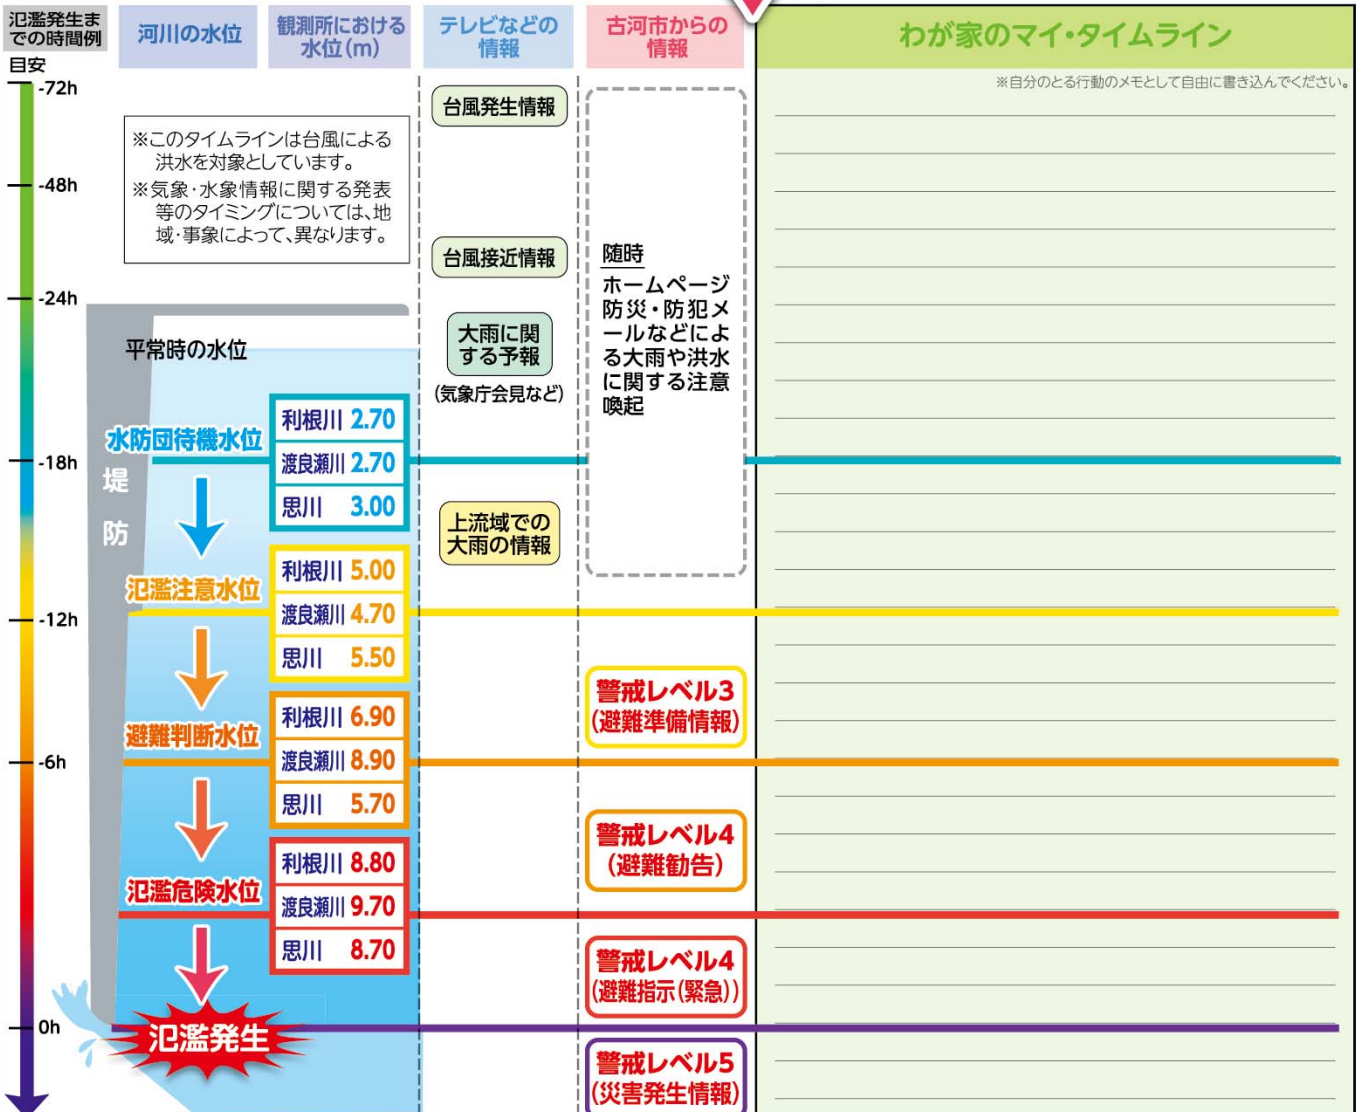 氾濫発生ま
での時間例
目安
河川の水位
観測所における
水位(m)
テレビなどの
情報
古河市からの
情報
わが家のマイ・タイムライン
※自分のとる行動のメモとして自由に書き込んでください。
-72h
-48h
-24h
-18h
-12h
-6h
0h
※このタイムラインは台風による
洪水を対象としています。
※気象・水象情報に関する発表
等のタイミングについては、地
域・事象によって、異なります。
台風発生情報
台風接近情報
大雨に関
する予報
(気象庁会見など)
上流域での
大雨の情報
随時
ホームページ
防災・防犯メ
ールなどによ
る大雨や洪水
に関する注意
喚起
平常時の水位
堤
防
水防団待機水位
利根川 2.70
渡良瀬川 2.70
思川 3.00
氾濫注意水位
利根川 5.00
渡良瀬川 4.70
思川 5.50
警戒レベル3
(避難準備情報)
避難判断水位
利根川 6.90
渡良瀬川 8.90
思川 5.70
警戒レベル4
(避難勧告)
氾濫危険水位
利根川 8.80
渡良瀬川 9.70
思川 8.70
警戒レベル4
(避難指示(緊急))
氾濫発生
警戒レベル5
(災害発生情報)